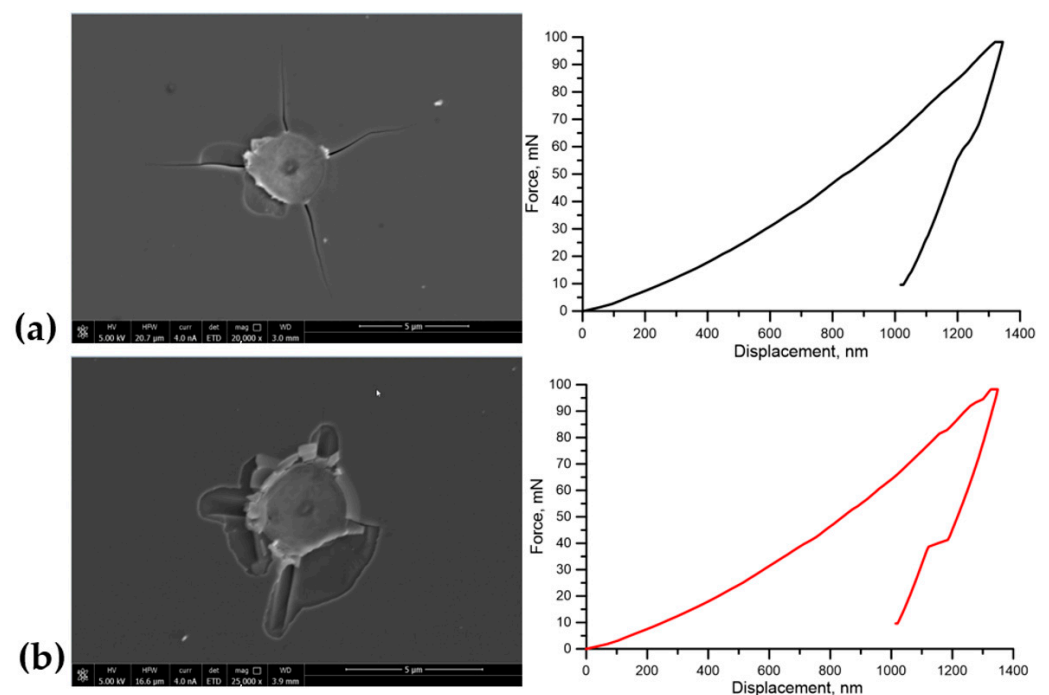 (a)
HV HFW curr det mag □ WD
5.00 kV 20.7 µm 4.0 nA ETD 20,000 x 3.0 mm
5 µm
Force, mN
100
90
80
70
60
50
40
30
20
10
0
0 200 400 600 800 1000 1200 1400
Displacement, nm
(b)
HV HFW curr det mag □ WD
5.00 kV 16.6 µm 4.0 nA ETD 25,000 x 3.9 mm
5 µm
Force, mN
100
90
80
70
60
50
40
30
20
10
0
0 200 400 600 800 1000 1200 1400
Displacement, nm